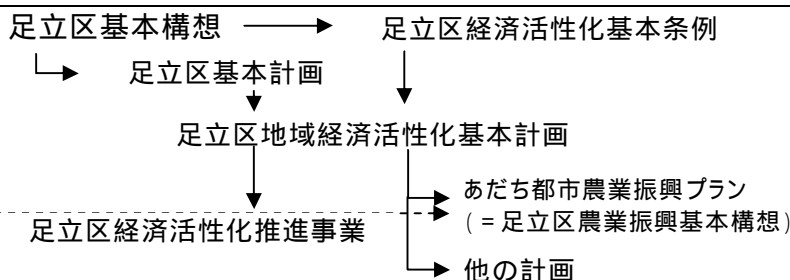 足立区基本構想
足立区経済活性化基本条例
足立区基本計画
足立区地域経済活性化基本計画
あだち都市農業振興プラン
(=足立区農業振興基本構想)
足立区経済活性化推進事業
他の計画